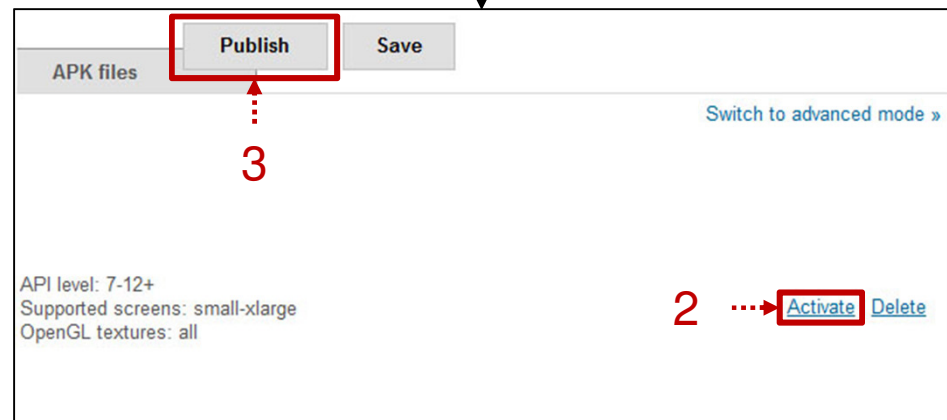 Publish Save
APK files
Switch to advanced mode »
3
API level: 7-12+
Supported screens: small-xlarge
2 Activate Delete
OpenGL textures: all